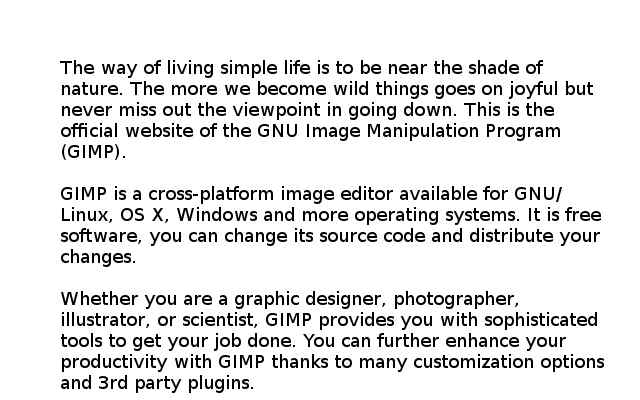 The way of living simple life is to be near the shade of
nature. The more we become wild things goes on joyful but
never miss out the viewpoint in going down. This is the
official website of the GNU Image Manipulation Program
(GIMP).
GIMP is a cross-platform image editor available for GNU/
Linux, OS X, Windows and more operating systems. It is free
software, you can change its source code and distribute your
changes.
Whether you are a graphic designer, photographer,
illustrator, or scientist, GIMP provides you with sophisticated
tools to get your job done. You can further enhance your
productivity with GIMP thanks to many customization options
and 3rd party plugins.